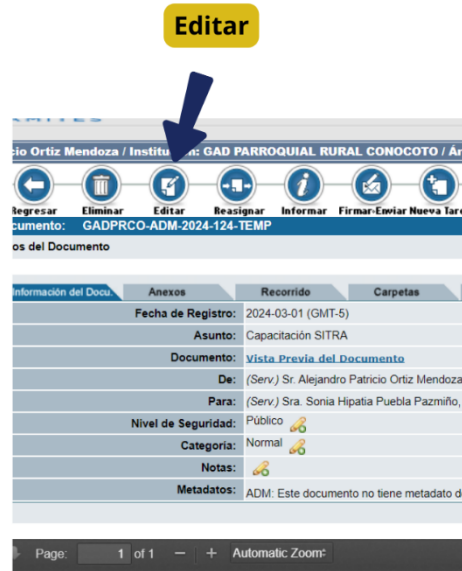 Editar
cio Ortiz Mendoza / Institución: GAD PARROQUIAL RURAL CONOCOTO / Ár
Regresar Eliminar Editar Reasignar Informar Firmar-Enviar Nueva Tare
cumento: GADPRCO-ADM-2024-124-TEMP
os del Documento
Información del Docu. Anexos Recorrido Carpetas
Fecha de Registro: 2024-03-01 (GMT-5)
Asunto: Capacitación SITRA
Documento: Vista Previa del Documento
De: (Serv.) Sr. Alejandro Patricio Ortiz Mendoza
Para: (Serv.) Sra. Sonia Hipatia Puebla Pazmiño,
Nivel de Seguridad: Público
Categoría: Normal
Notas:
Metadatos: ADM: Este documento no tiene metadato d
Page: 1 of 1 — + Automatic Zoom